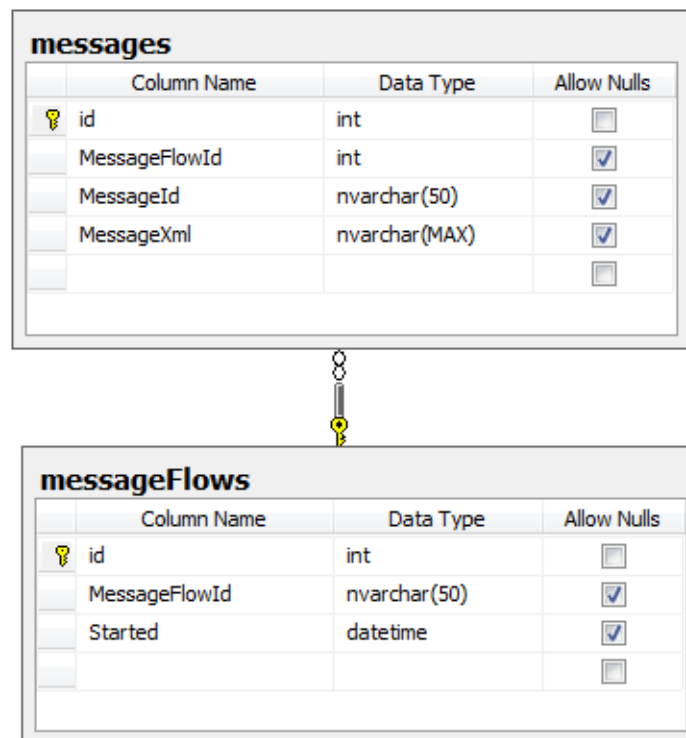 messages
Column Name Data Type Allow Nulls
id int
MessageFlowId int
MessageId nvarchar(50)
MessageXml nvarchar(MAX)
messageFlows
Column Name Data Type Allow Nulls
id int
MessageFlowId nvarchar(50)
Started datetime